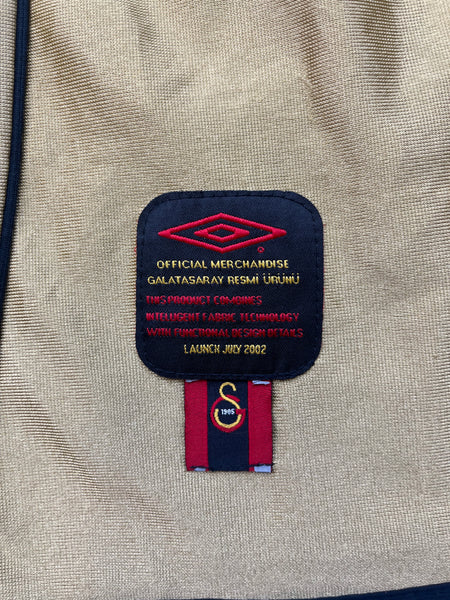 ®
OFFICIAL MERCHANDISE
GALATASARAY RESMİ ÜRÜNÜ
THIS PRODUCT COMBINES
INTELLIGENT FABRIC TECHNOLOGY
WITH FUNCTIONAL DESIGN DETAILS
LAUNCH JULY 2002
1905